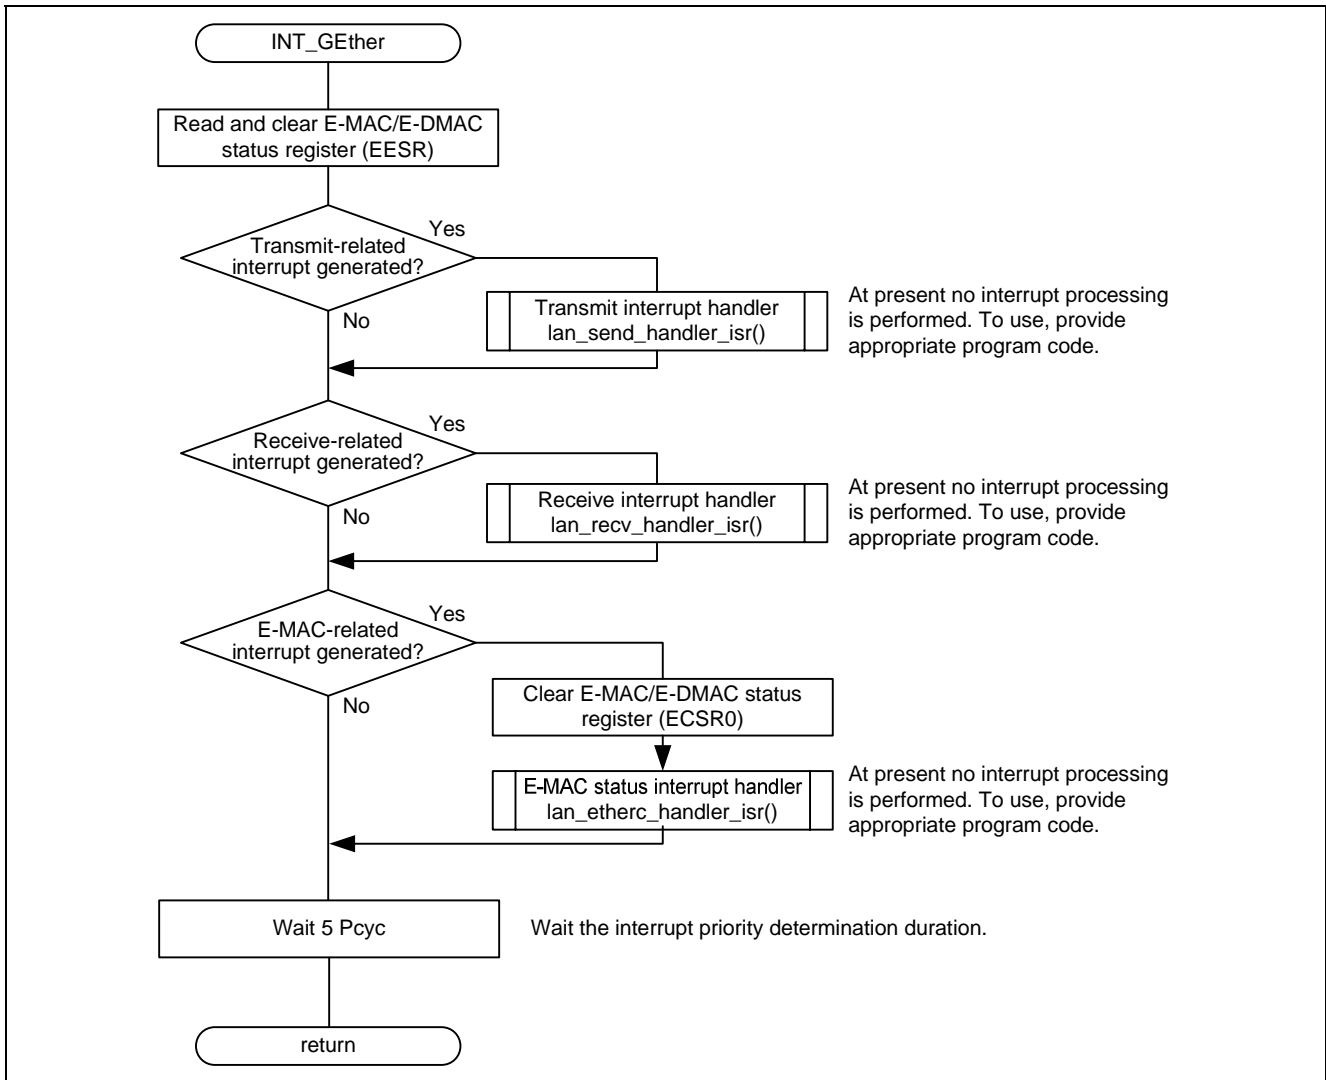 INT_GEther
Read and clear E-MAC/E-DMAC
status register (EESR)
Yes
Transmit-related
interrupt generated?
No
Transmit interrupt handler
lan_send_handler_isr()
At present no interrupt processing
is performed. To use, provide
appropriate program code.
Yes
Receive-related
interrupt generated?
No
Receive interrupt handler
lan_recv_handler_isr()
At present no interrupt processing
is performed. To use, provide
appropriate program code.
Yes
E-MAC-related
interrupt generated?
No
Clear E-MAC/E-DMAC status
register (ECSR0)
E-MAC status interrupt handler
lan_etherc_handler_isr()
At present no interrupt processing
is performed. To use, provide
appropriate program code.
Wait 5 Pcyc
Wait the interrupt priority determination duration.
return